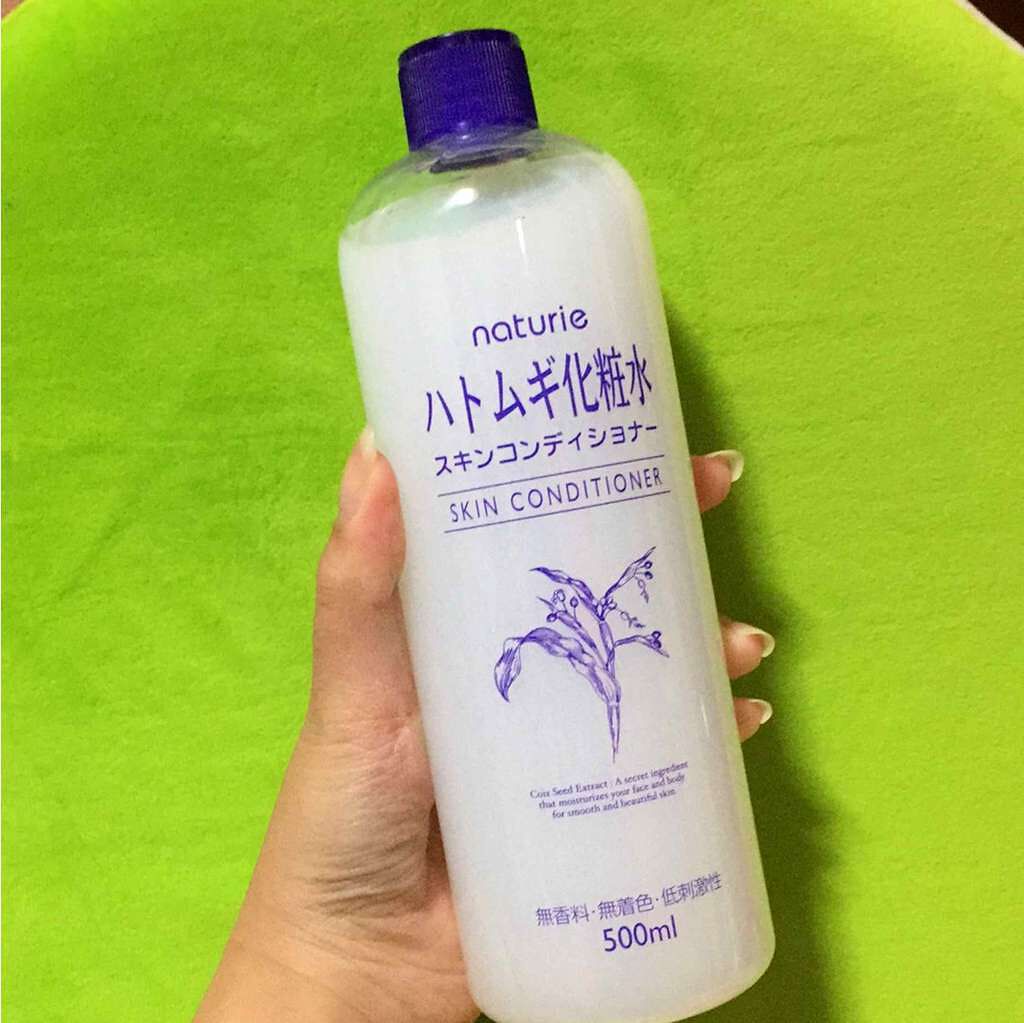 naturie
ハトムギ化粧水
スキンコンディショナー
SKIN CONDITIONER
Coix Seed Extract : A secret ingredient
that moisturizes your face and body
for smooth and beautiful skin.
無香料・無着色・低刺激性
500ml